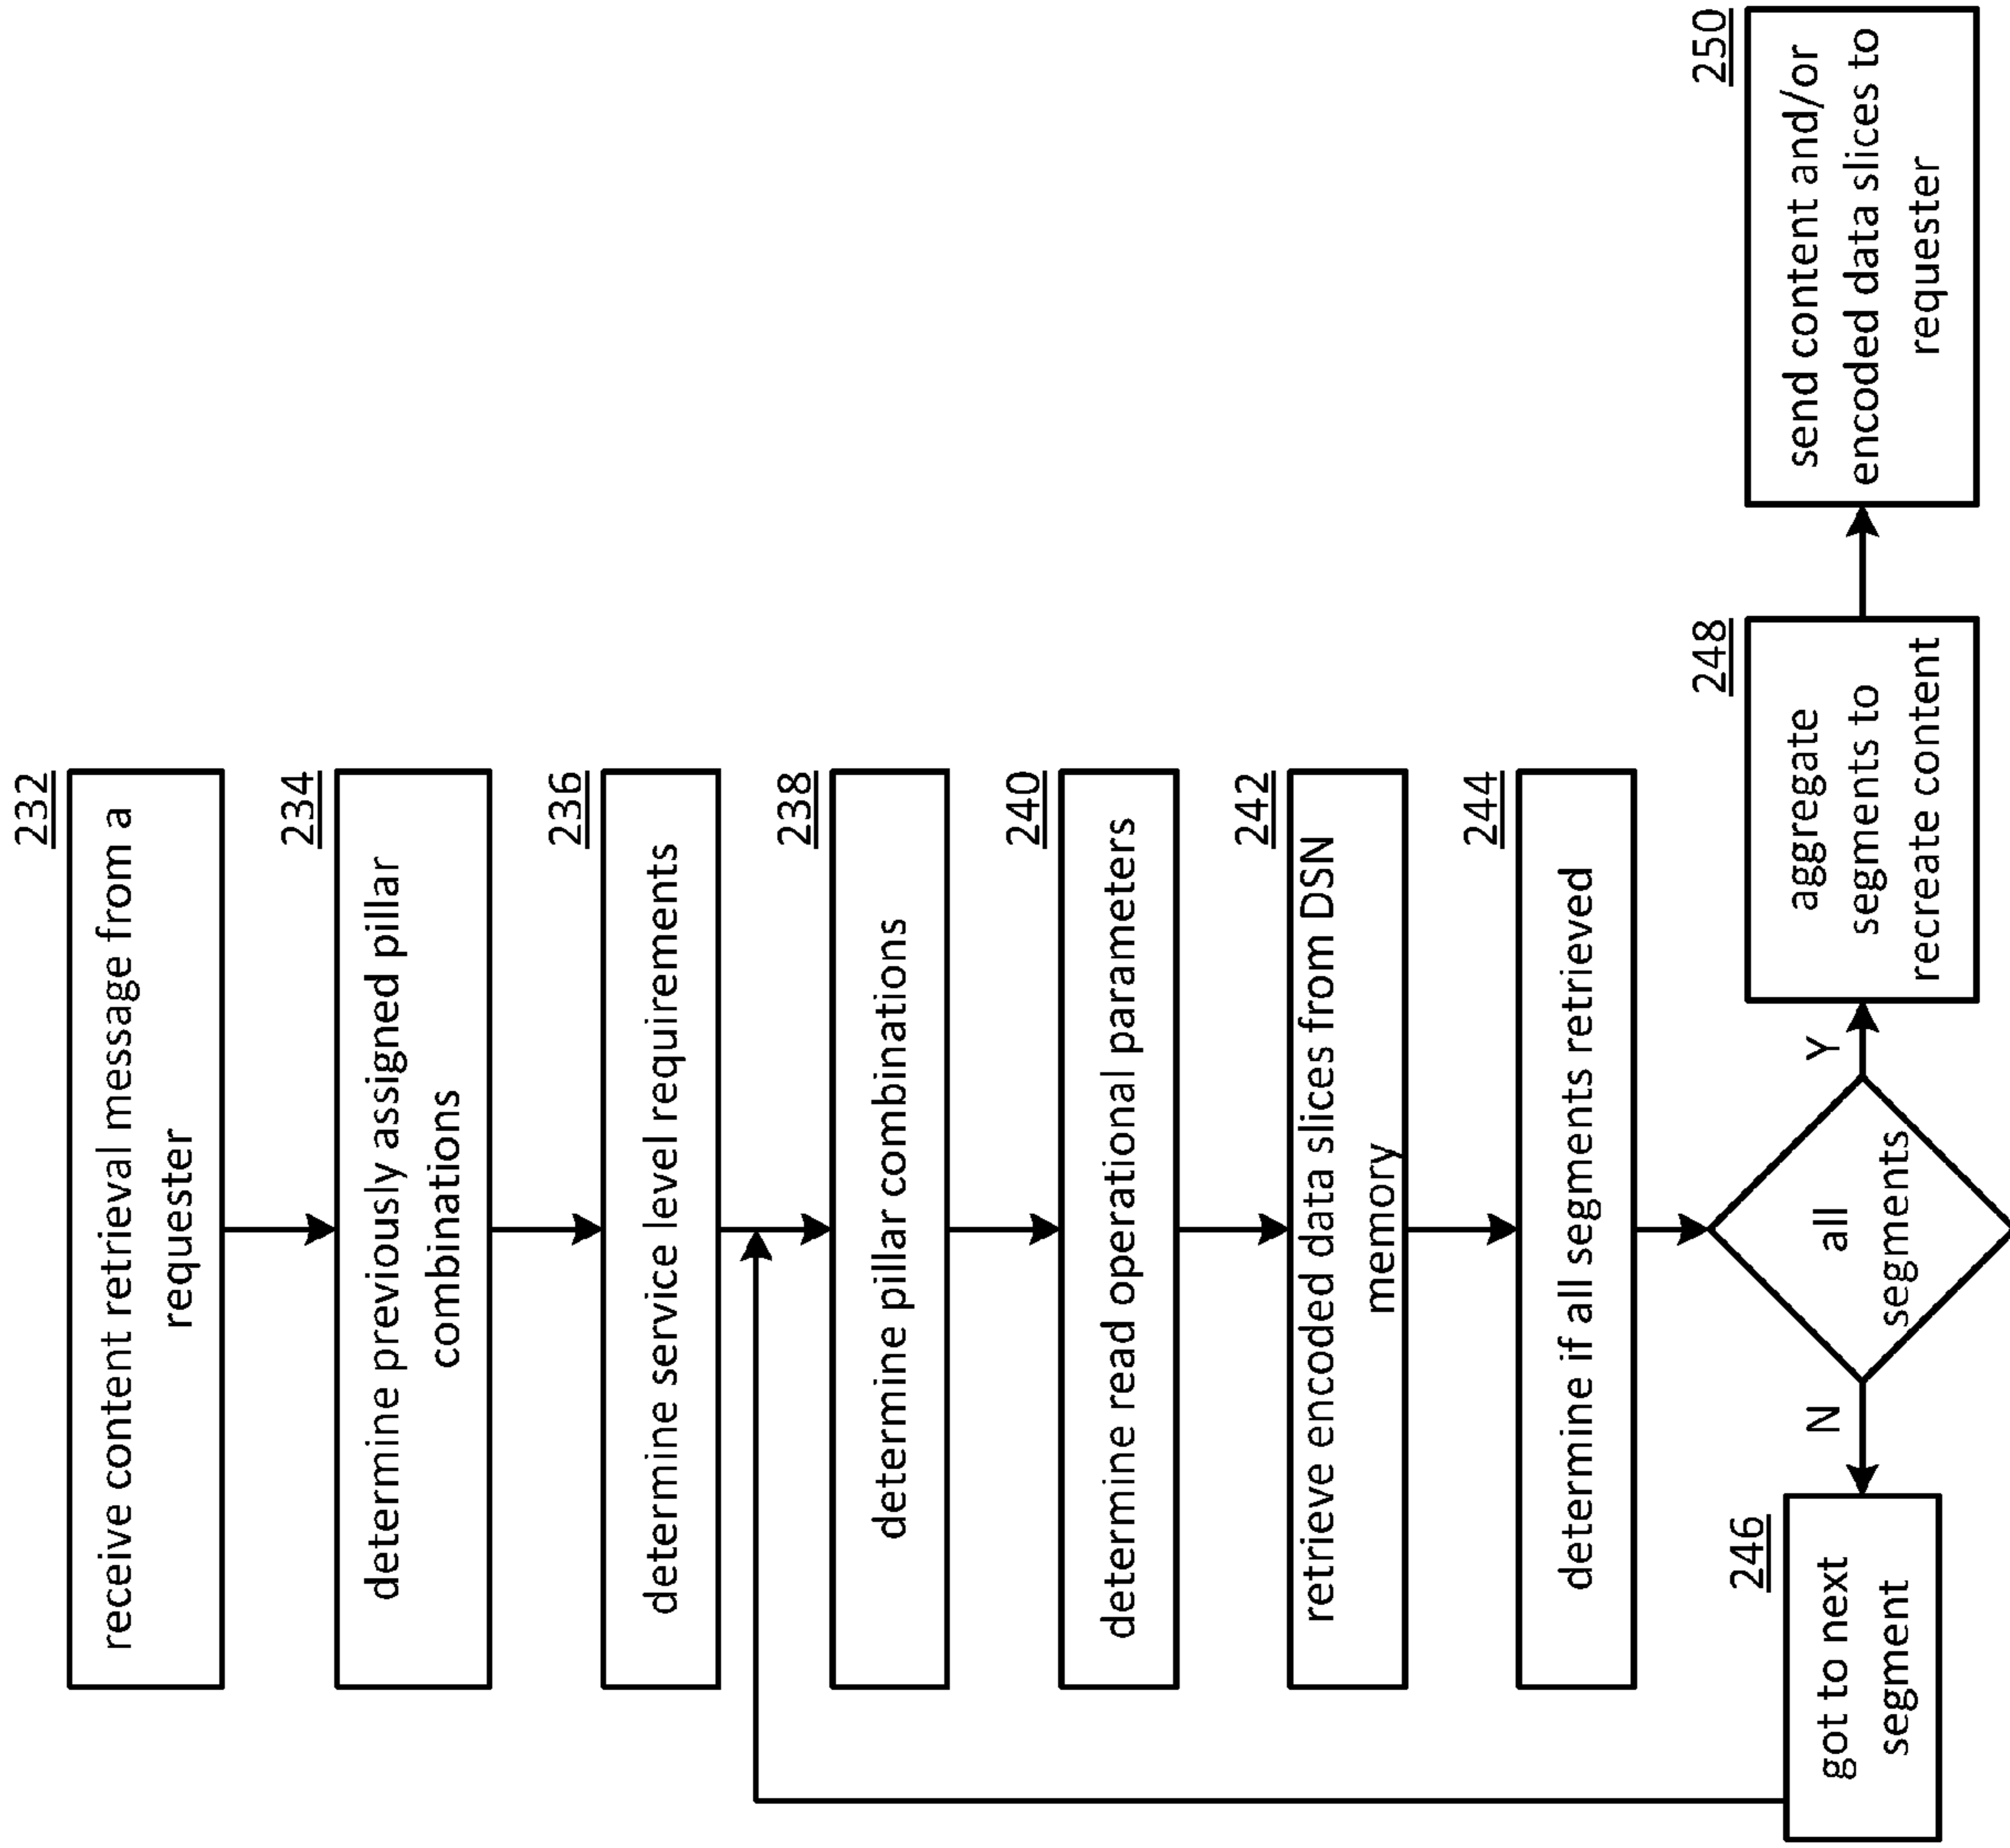 232
receive content retrieval message from a
requester
234
determine previously assigned pillar
combinations
236
determine service level requirements
238
determine pillar combinations
240
determine read operational parameters
242
retrieve encoded data slices from DSN
memory
244
determine if all segments retrieved
all
segments
N
Y
246
got to next
segment
248
aggregate
segments to
recreate content
250
send content and/or
encoded data slices to
requester